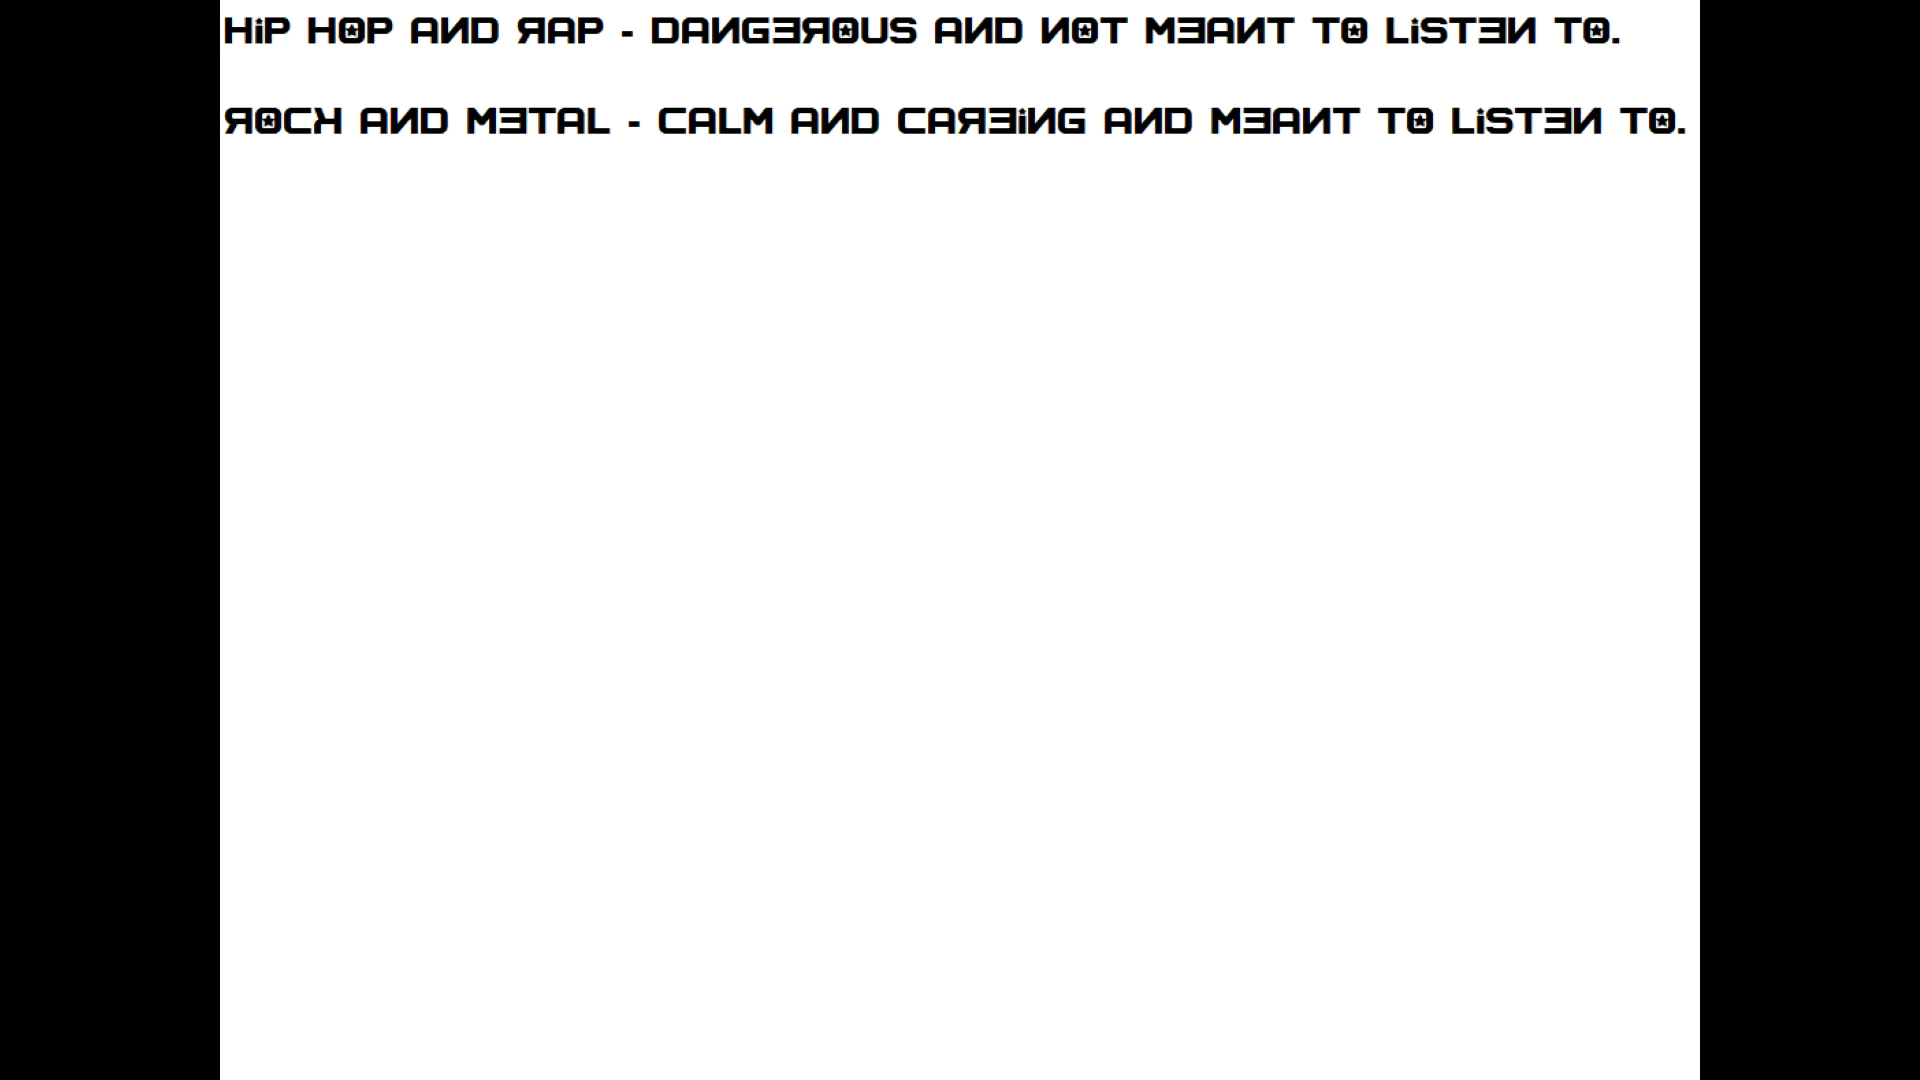 HiP HOP AND RAP - DANGEROUS AND NOT MEANT TO LiSTEN TO.
ROCK AND METAL - CALM AND CAREiNG AND MEANT TO LiSTEN TO.